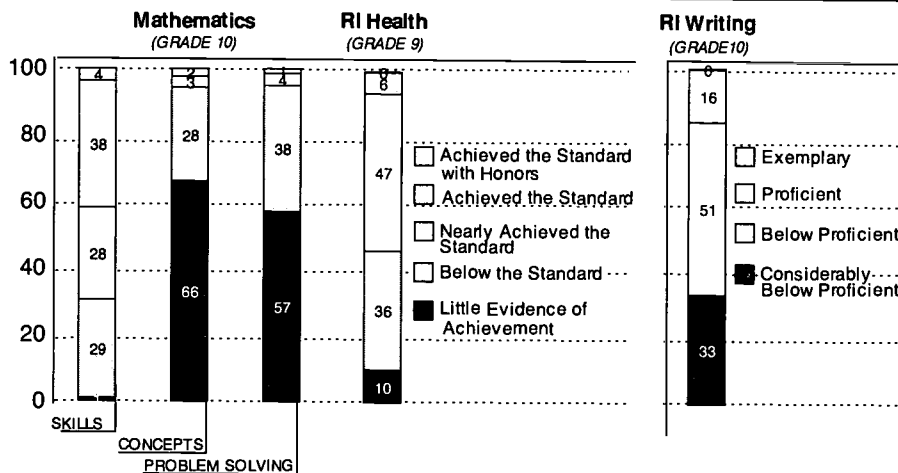 Mathematics
(GRADE 10)
RI Health
(GRADE 9)
RI Writing
(GRADE10)
100
80
60
40
20
0
4
38
28
29
2
3
28
66
1
4
38
57
0
6
47
36
10
Achieved the Standard
with Honors
Achieved the Standard
Nearly Achieved the
Standard
Below the Standard
Little Evidence of
Achievement
0
16
51
33
Exemplary
Proficient
Below Proficient
Considerably
Below Proficient
SKILLS
CONCEPTS
PROBLEM SOLVING